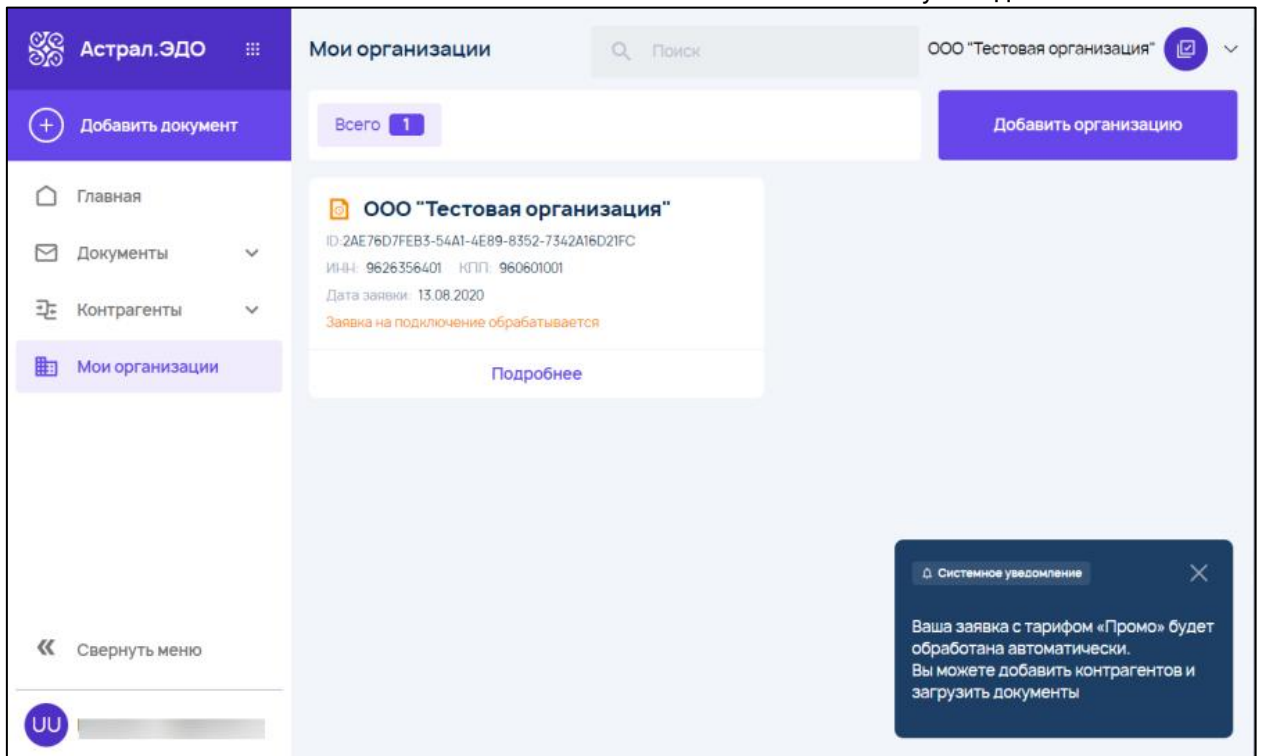 Астрал.ЭДО
Мои организации
Поиск
ООО "Тестовая организация"
Добавить документ
Всего 1
Добавить организацию
Главная
Документы
Контрагенты
Мои организации
ООО "Тестовая организация"
ID:2AE76D7FEB3-54A1-4E89-8352-7342A16D21FC
ИНН: 9626356401 КПП: 960601001
Дата заявки: 13.08.2020
Заявка на подключение обрабатывается
Подробнее
Системное уведомление
Ваша заявка с тарифом «Промо» будет
обработана автоматически.
Вы можете добавить контрагентов и
загрузить документы
Свернуть меню
UU